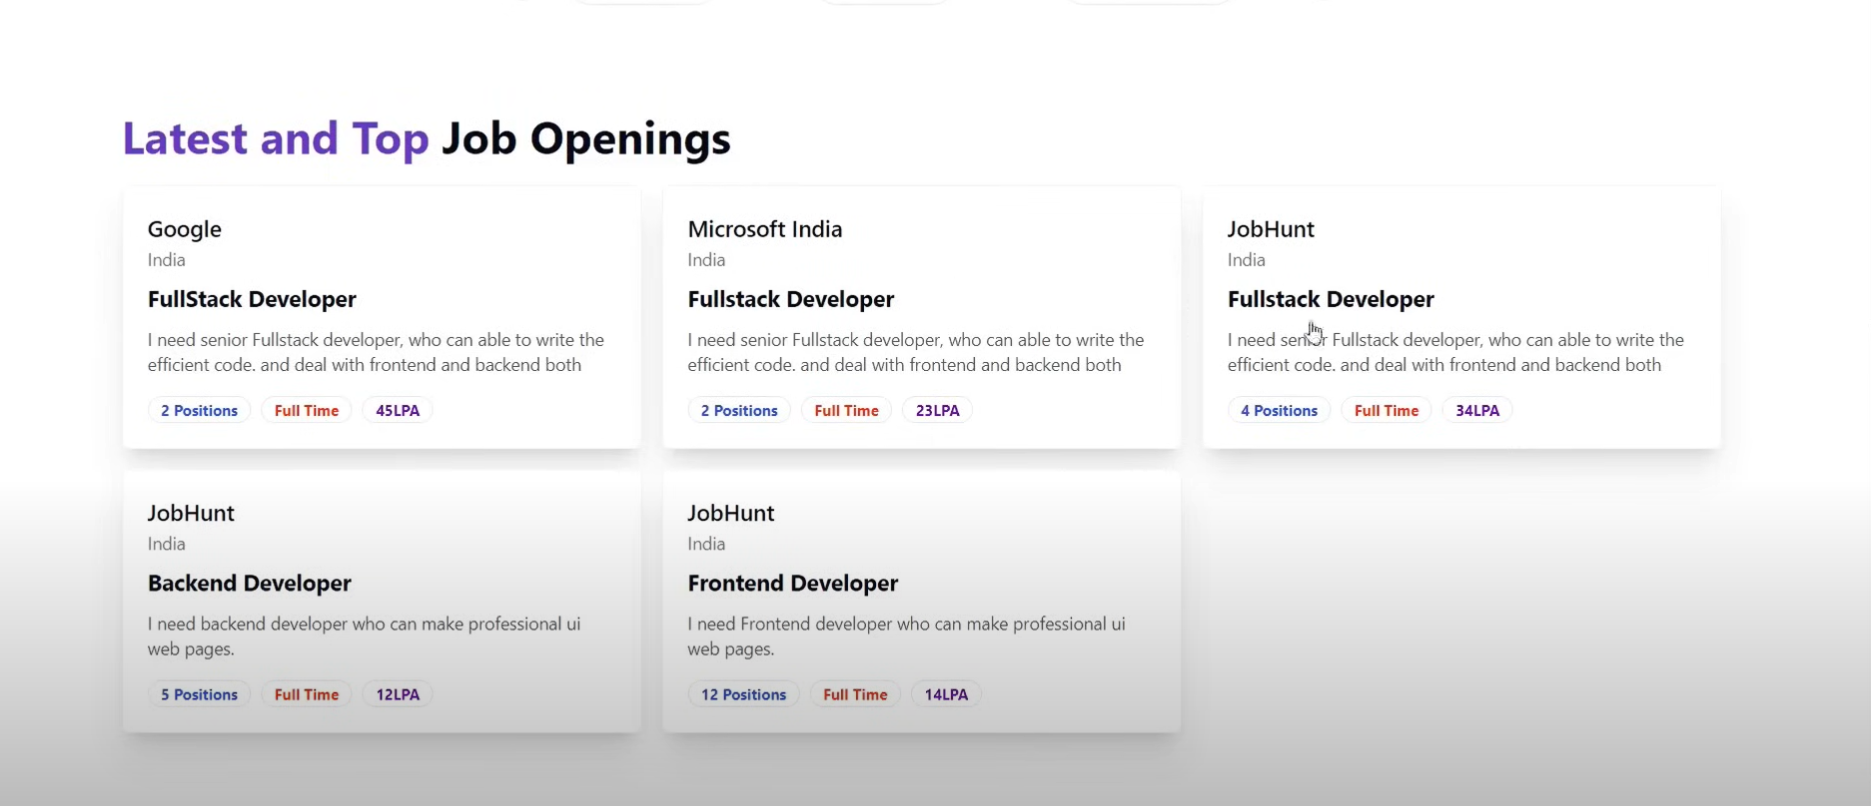 Latest and Top Job Openings
Google
India
FullStack Developer
I need senior Fullstack developer, who can able to write the
efficient code. and deal with frontend and backend both
2 Positions Full Time 45LPA
Microsoft India
India
Fullstack Developer
I need senior Fullstack developer, who can able to write the
efficient code. and deal with frontend and backend both
2 Positions Full Time 23LPA
JobHunt
India
Fullstack Developer
I need senior Fullstack developer, who can able to write the
efficient code. and deal with frontend and backend both
4 Positions Full Time 34LPA
JobHunt
India
Backend Developer
I need backend developer who can make professional ui
web pages.
5 Positions Full Time 12LPA
JobHunt
India
Frontend Developer
I need Frontend developer who can make professional ui
web pages.
12 Positions Full Time 14LPA